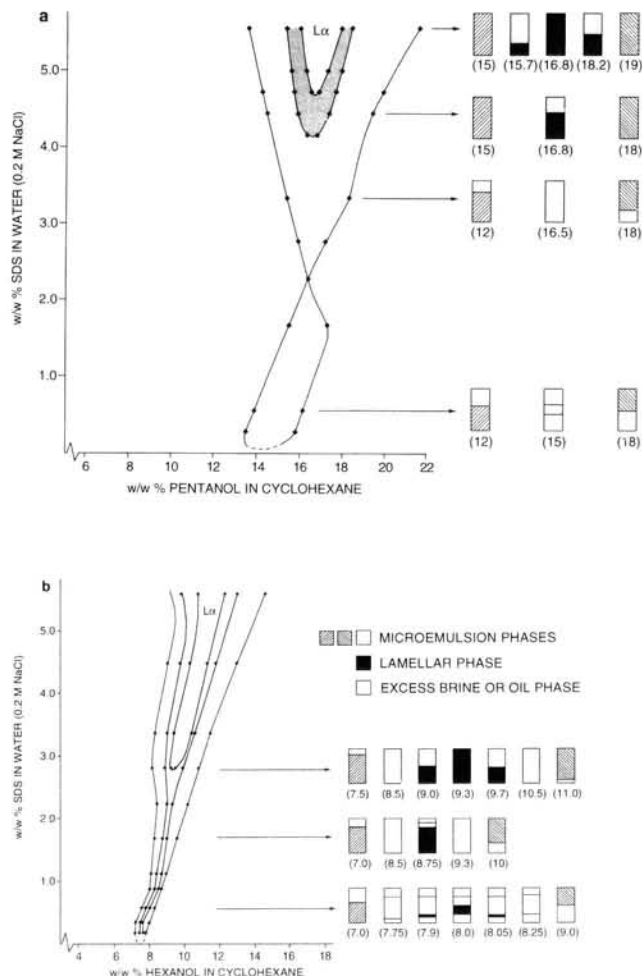 a
Lα
5.0
4.0
3.0
2.0
1.0
w/w % SDS IN WATER (0.2 M NaCl)
6 8 10 12 14 16 18 20 22
w/w % PENTANOL IN CYCLOHEXANE
(15) (15.7) (16.8) (18.2) (19)
(15) (16.8) (18)
(12) (16.5) (18)
(12) (15) (18)
b
Lα
5.0
4.0
3.0
2.0
1.0
w/w % SDS IN WATER (0.2 M NaCl)
4 6 8 10 12 14 16 18
w/w % HEXANOL IN CYCLOHEXANE
MICROEMULSION PHASES
LAMELLAR PHASE
EXCESS BRINE OR OIL PHASE
(7.5) (8.5) (9.0) (9.3) (9.7) (10.5) (11.0)
(7.0) (8.5) (8.75) (9.3) (10)
(7.0) (7.75) (7.9) (8.0) (8.05) (8.25) (9.0)